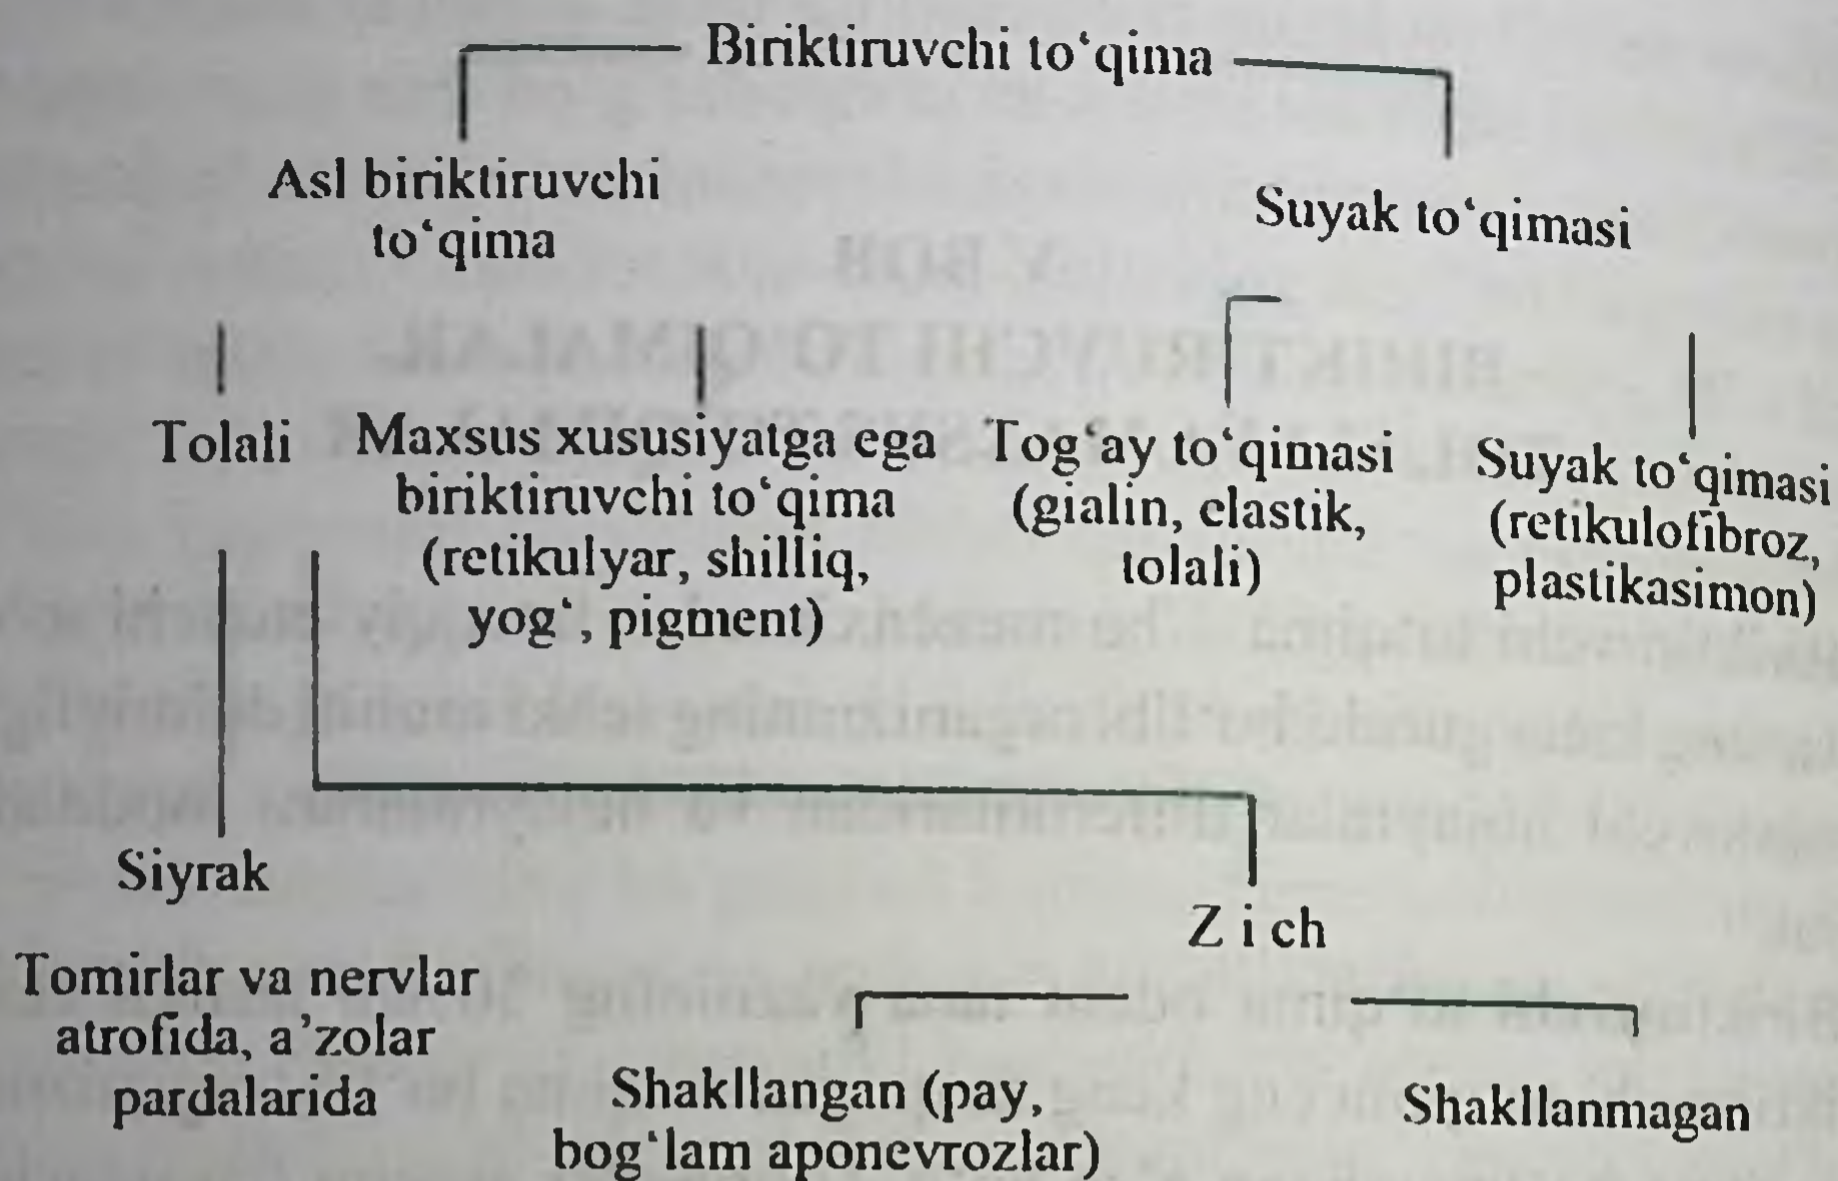 Biriktiruvchi to‘qima
Asl biriktiruvchi
to‘qima
Suyak to‘qimasi
Tolali
Maxsus xususiyatga ega
biriktiruvchi to‘qima
(retikulyar, shilliq,
yog‘, pigment)
Tog‘ay to‘qimasi
(gialin, elastik,
tolali)
Suyak to‘qimasi
(retikulofibroz,
plastikasimon)
Siyrak
Z i ch
Tomirlar va nervlar
atrofida, a’zolar
pardalarida
Shakllangan (pay,
bog‘lam aponevrozlar)
Shakllanmagan